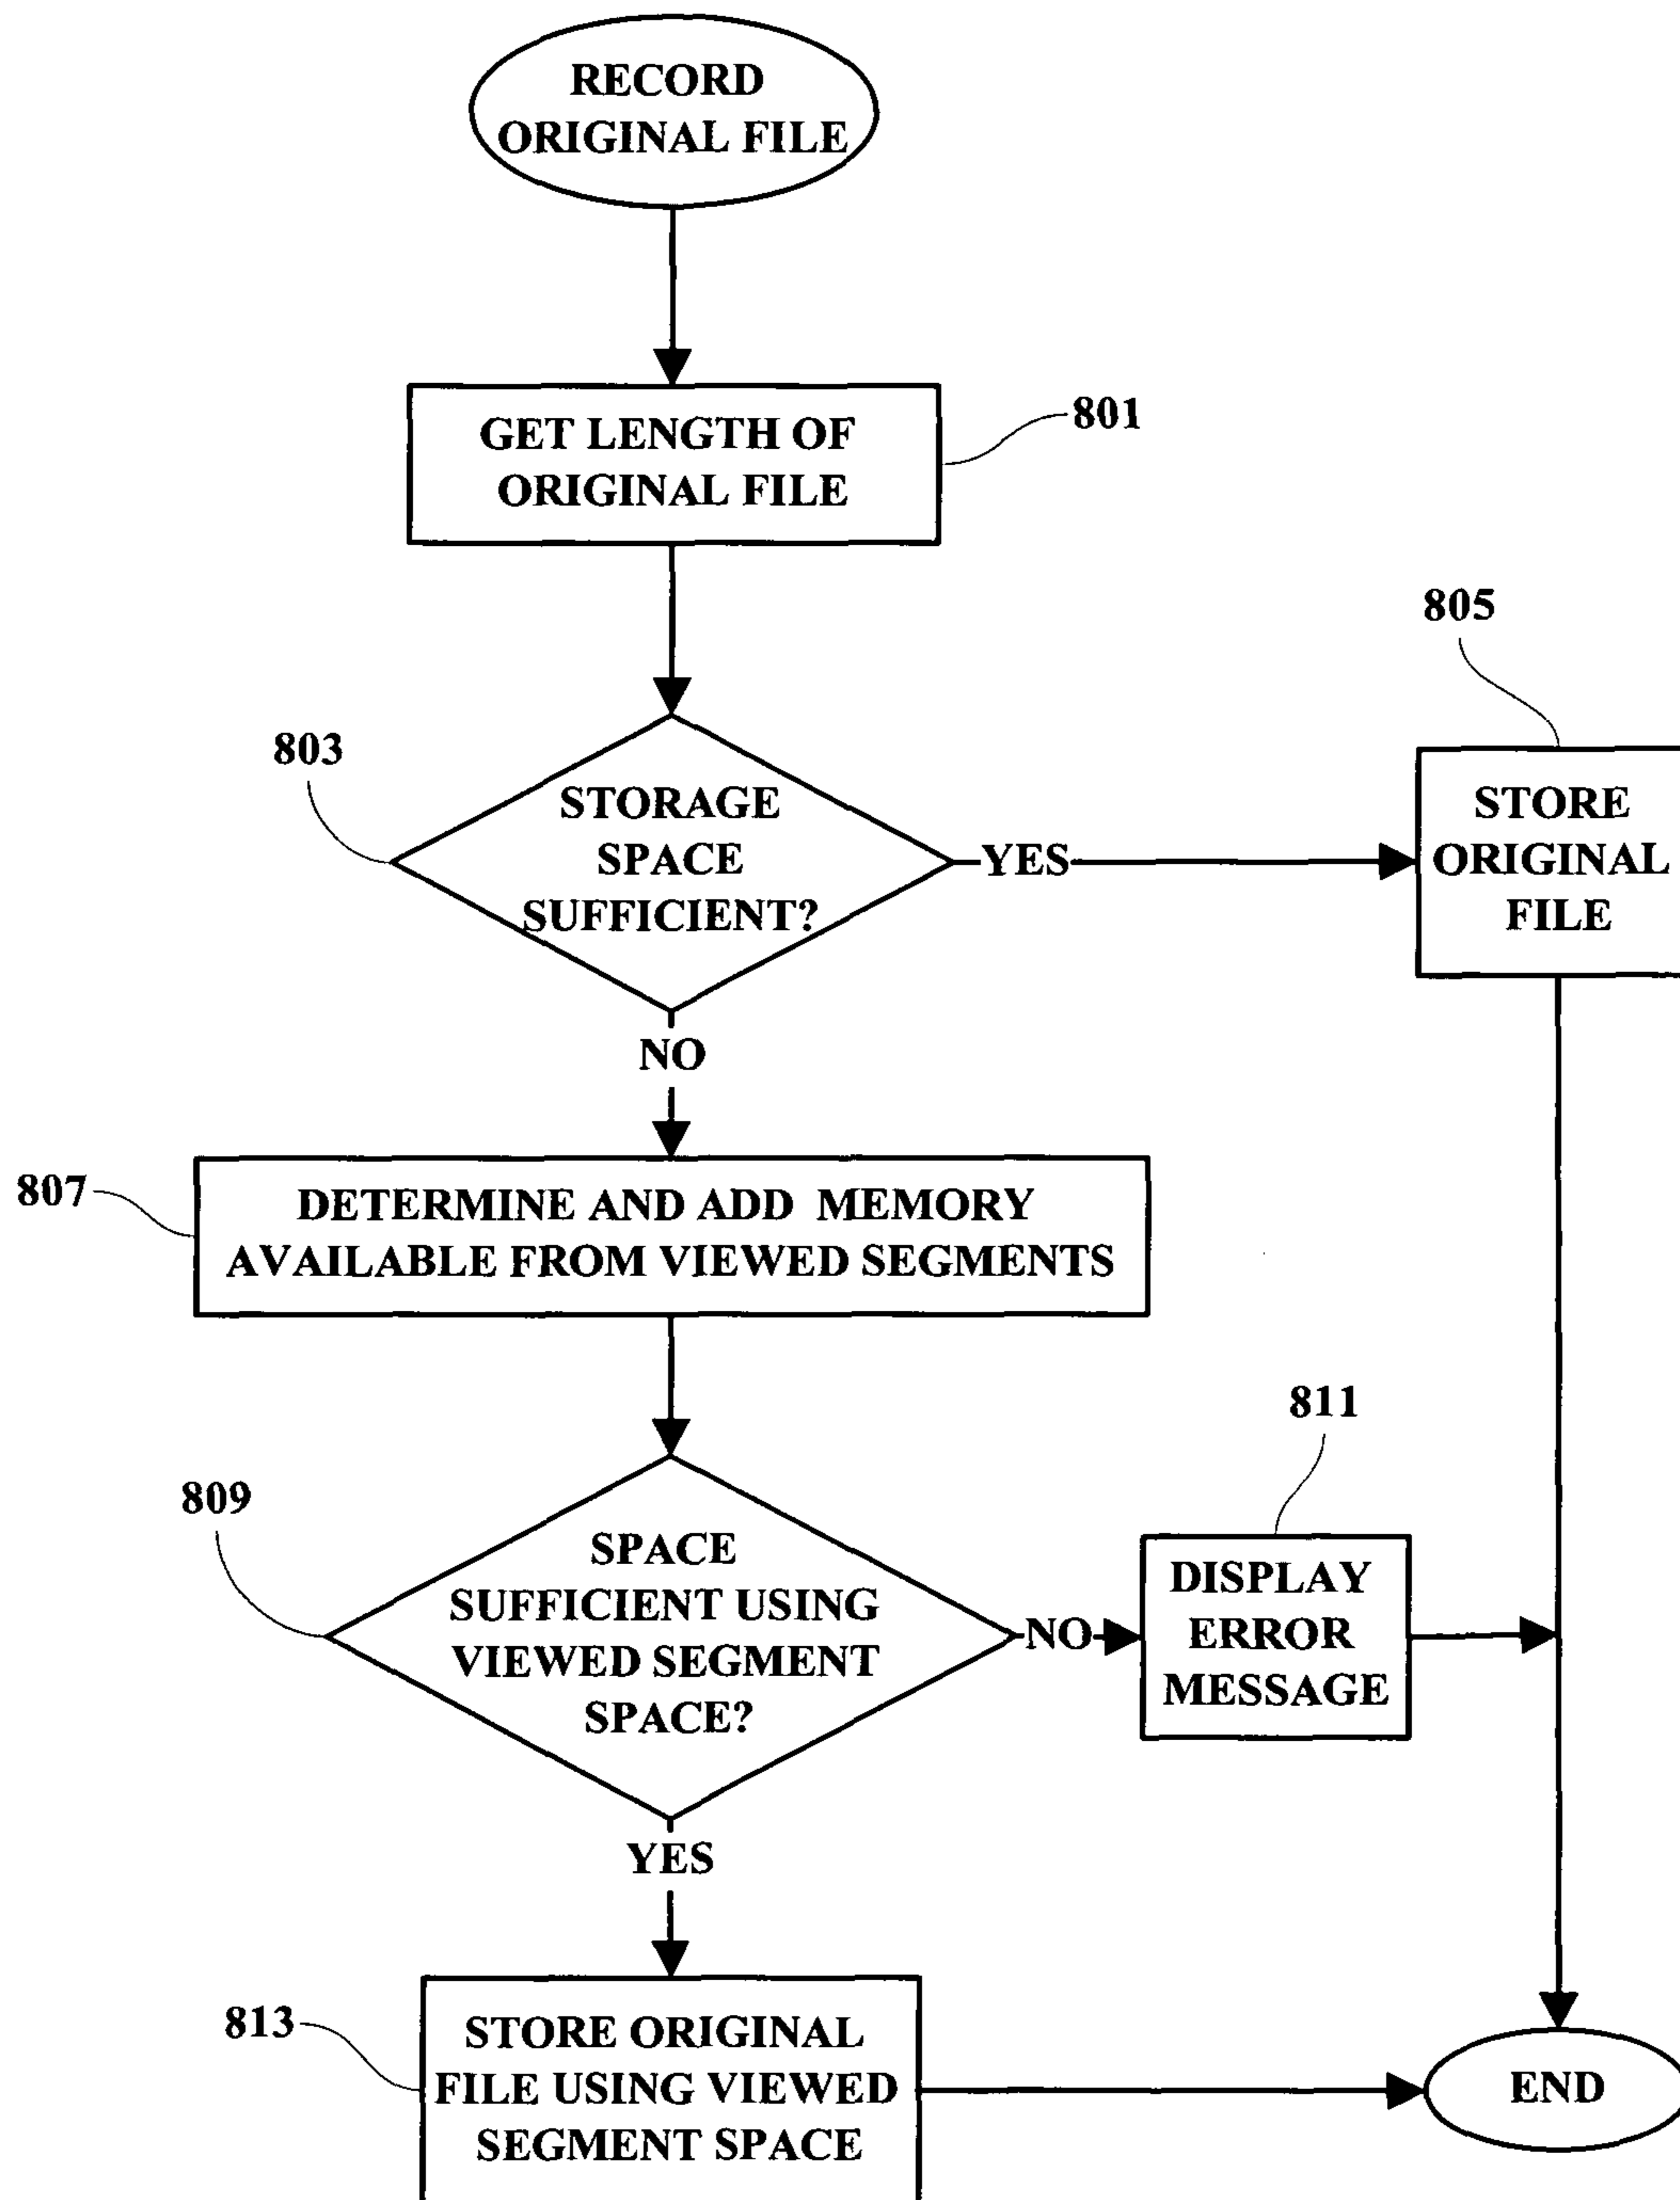 RECORD
ORIGINAL FILE
GET LENGTH OF
ORIGINAL FILE
801
803
STORAGE
SPACE
SUFFICIENT?
YES
805
STORE
ORIGINAL
FILE
NO
807
DETERMINE AND ADD MEMORY
AVAILABLE FROM VIEWED SEGMENTS
809
SPACE
SUFFICIENT USING
VIEWED SEGMENT
SPACE?
NO
811
DISPLAY
ERROR
MESSAGE
YES
813
STORE ORIGINAL
FILE USING VIEWED
SEGMENT SPACE
END